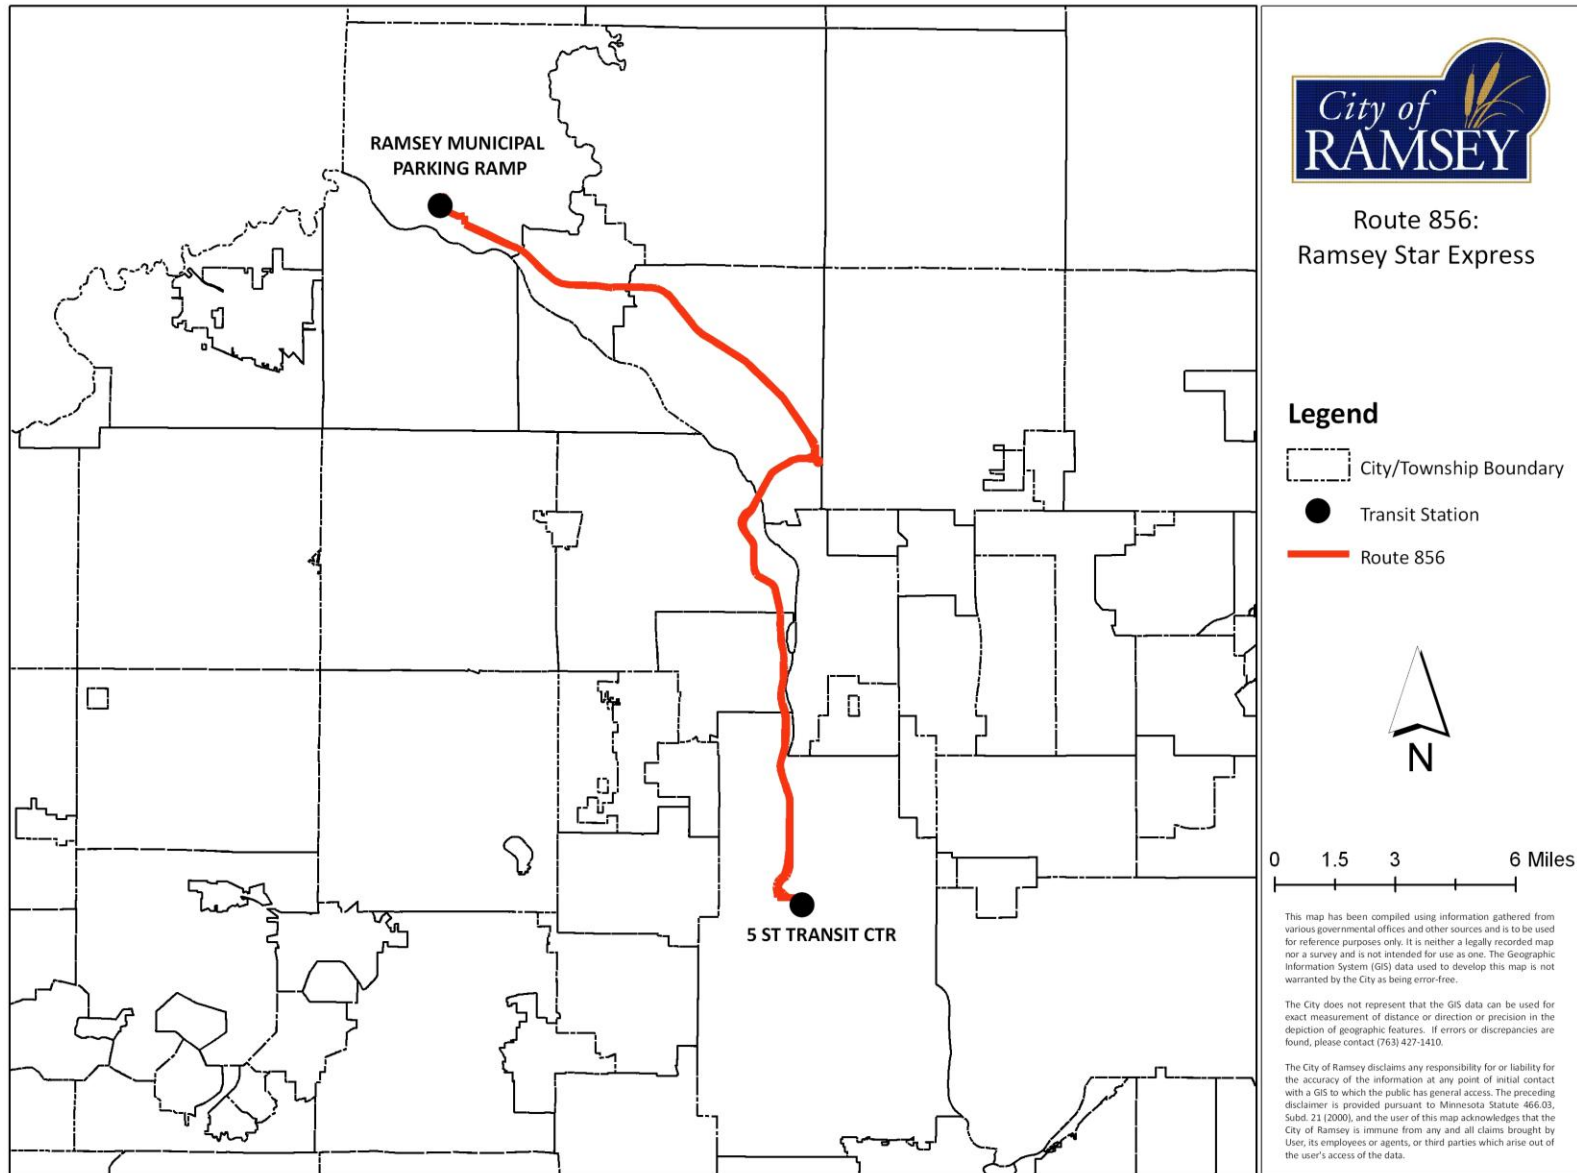 RAMSEY MUNICIPAL
PARKING RAMP
5 ST TRANSIT CTR
City of
RAMSEY
Route 856:
Ramsey Star Express
Legend
City/Township Boundary
Transit Station
Route 856
N
0 1.5 3 6 Miles
This map has been compiled using information gathered from
various governmental offices and other sources and is to be used
for reference purposes only. It is neither a legally recorded map
nor a survey and is not intended for use as one. The Geographic
Information System (GIS) data used to develop this map is not
warranted by the City as being error-free.
The City does not represent that the GIS data can be used for
exact measurement of distance or direction or precision in the
depiction of geographic features. If errors or discrepancies are
found, please contact (763) 427-1410.
The City of Ramsey disclaims any responsibility for or liability for
the accuracy of the information at any point of initial contact
with a GIS to which the public has general access. The preceding
disclaimer is provided pursuant to Minnesota Statute 466.03,
Subd. 21 (2000), and the user of this map acknowledges that the
City of Ramsey is immune from any and all claims brought by
User, its employees or agents, or third parties which arise out of
the user's access of the data.